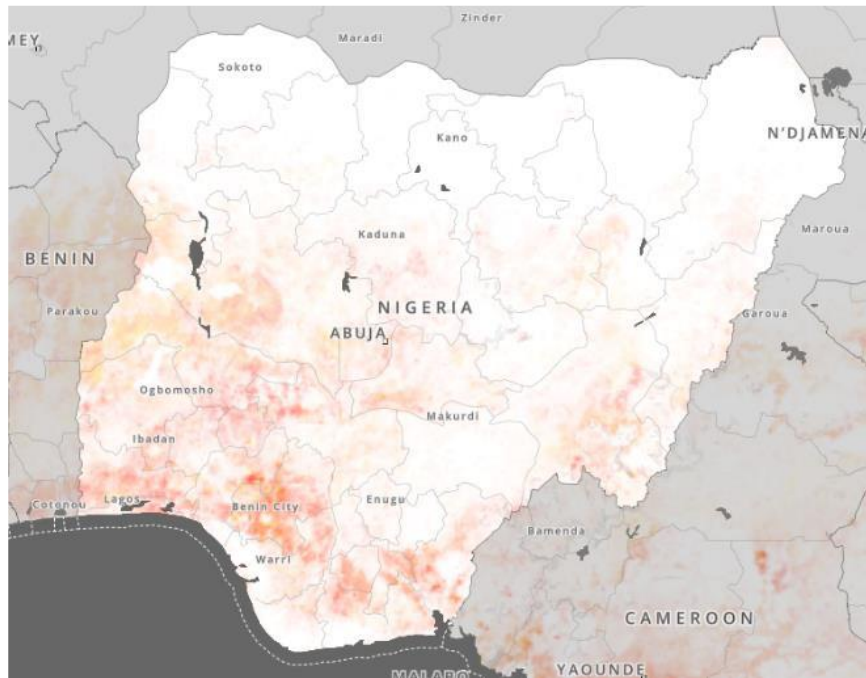 Zinder
MEY
Maradi
Sokoto
N'DJAMENA
Kano
Maroua
Kaduna
BENIN
NIGERIA
Parakou
Garoua
ABUJA
Ogbomosho
Makurdi
Ibadan
Enugu
Lagos
Cotonou
Benin City
Bamenda
Warri
CAMEROON
YAOUNDE
MALABO